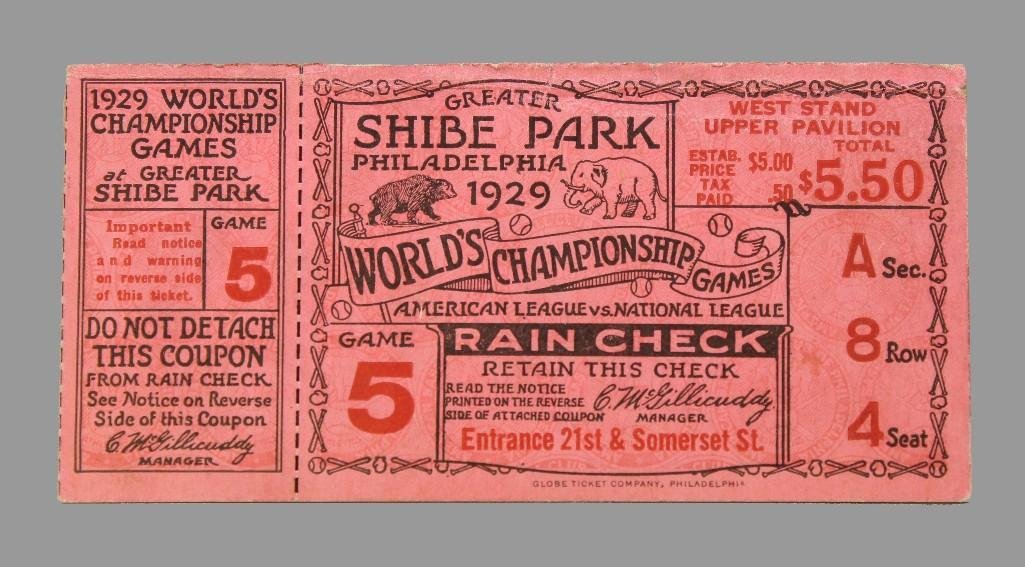 1929 WORLD'S
CHAMPIONSHIP
GAMES
at GREATER
SHIBE PARK
Important
Read notice
and warning
on reverse side
of this ticket.
GAME
5
DO NOT DETACH
THIS COUPON
FROM RAIN CHECK
See Notice on Reverse
Side of this Coupon
C. McGillicuddy
MANAGER
GREATER
SHIBE PARK
PHILADELPHIA
1929
WORLD'S CHAMPIONSHIP GAMES
AMERICAN LEAGUE vs. NATIONAL LEAGUE
GAME
5
RAIN CHECK
RETAIN THIS CHECK
READ THE NOTICE
PRINTED ON THE REVERSE
SIDE OF ATTACHED COUPON
C. McGillicuddy
MANAGER
Entrance 21st & Somerset St.
WEST STAND
UPPER PAVILION
ESTAB. PRICE $5.00
TAX PAID .50
TOTAL
$5.50
A Sec.
8 Row
4 Seat
GLOBE TICKET COMPANY, PHILADELPHIA